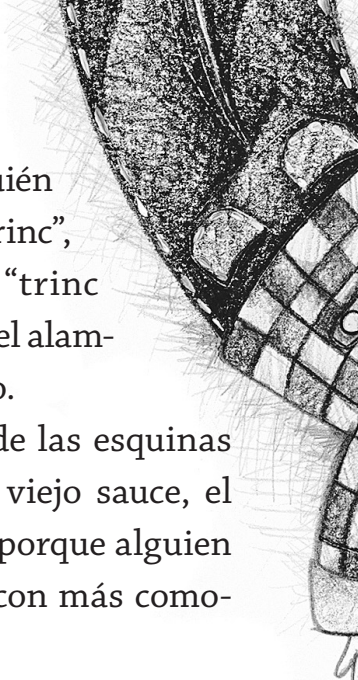 uién
rinc”,
“trinc
el alam-
o.
de las esquinas
viejo sauce, el
porque alguien
con más como-